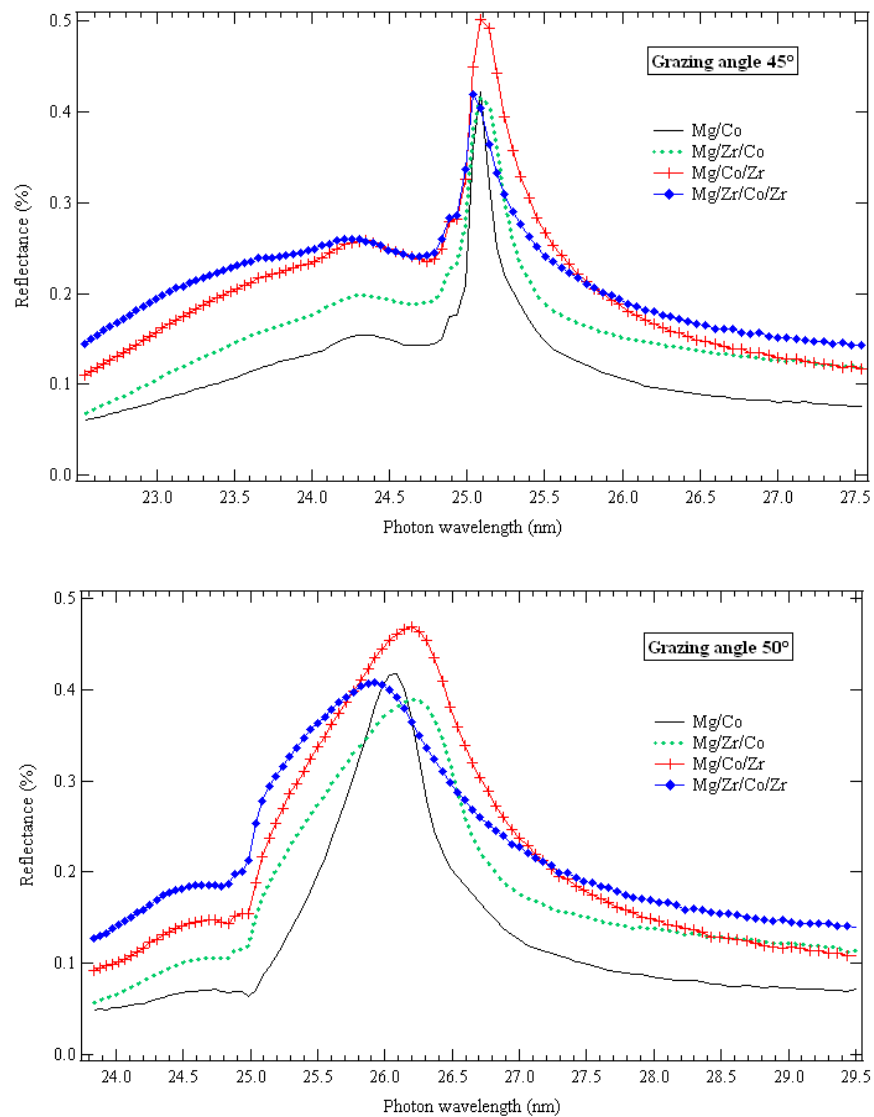 0.5
0.4
0.3
0.2
0.1
0.0
Reflectance (%)
Grazing angle 45°
Mg/Co
Mg/Zr/Co
Mg/Co/Zr
Mg/Zr/Co/Zr
23.0 23.5 24.0 24.5 25.0 25.5 26.0 26.5 27.0 27.5
Photon wavelength (nm)
0.5
0.4
0.3
0.2
0.1
0.0
Reflectance (%)
Grazing angle 50°
Mg/Co
Mg/Zr/Co
Mg/Co/Zr
Mg/Zr/Co/Zr
24.0 24.5 25.0 25.5 26.0 26.5 27.0 27.5 28.0 28.5 29.0 29.5
Photon wavelength (nm)